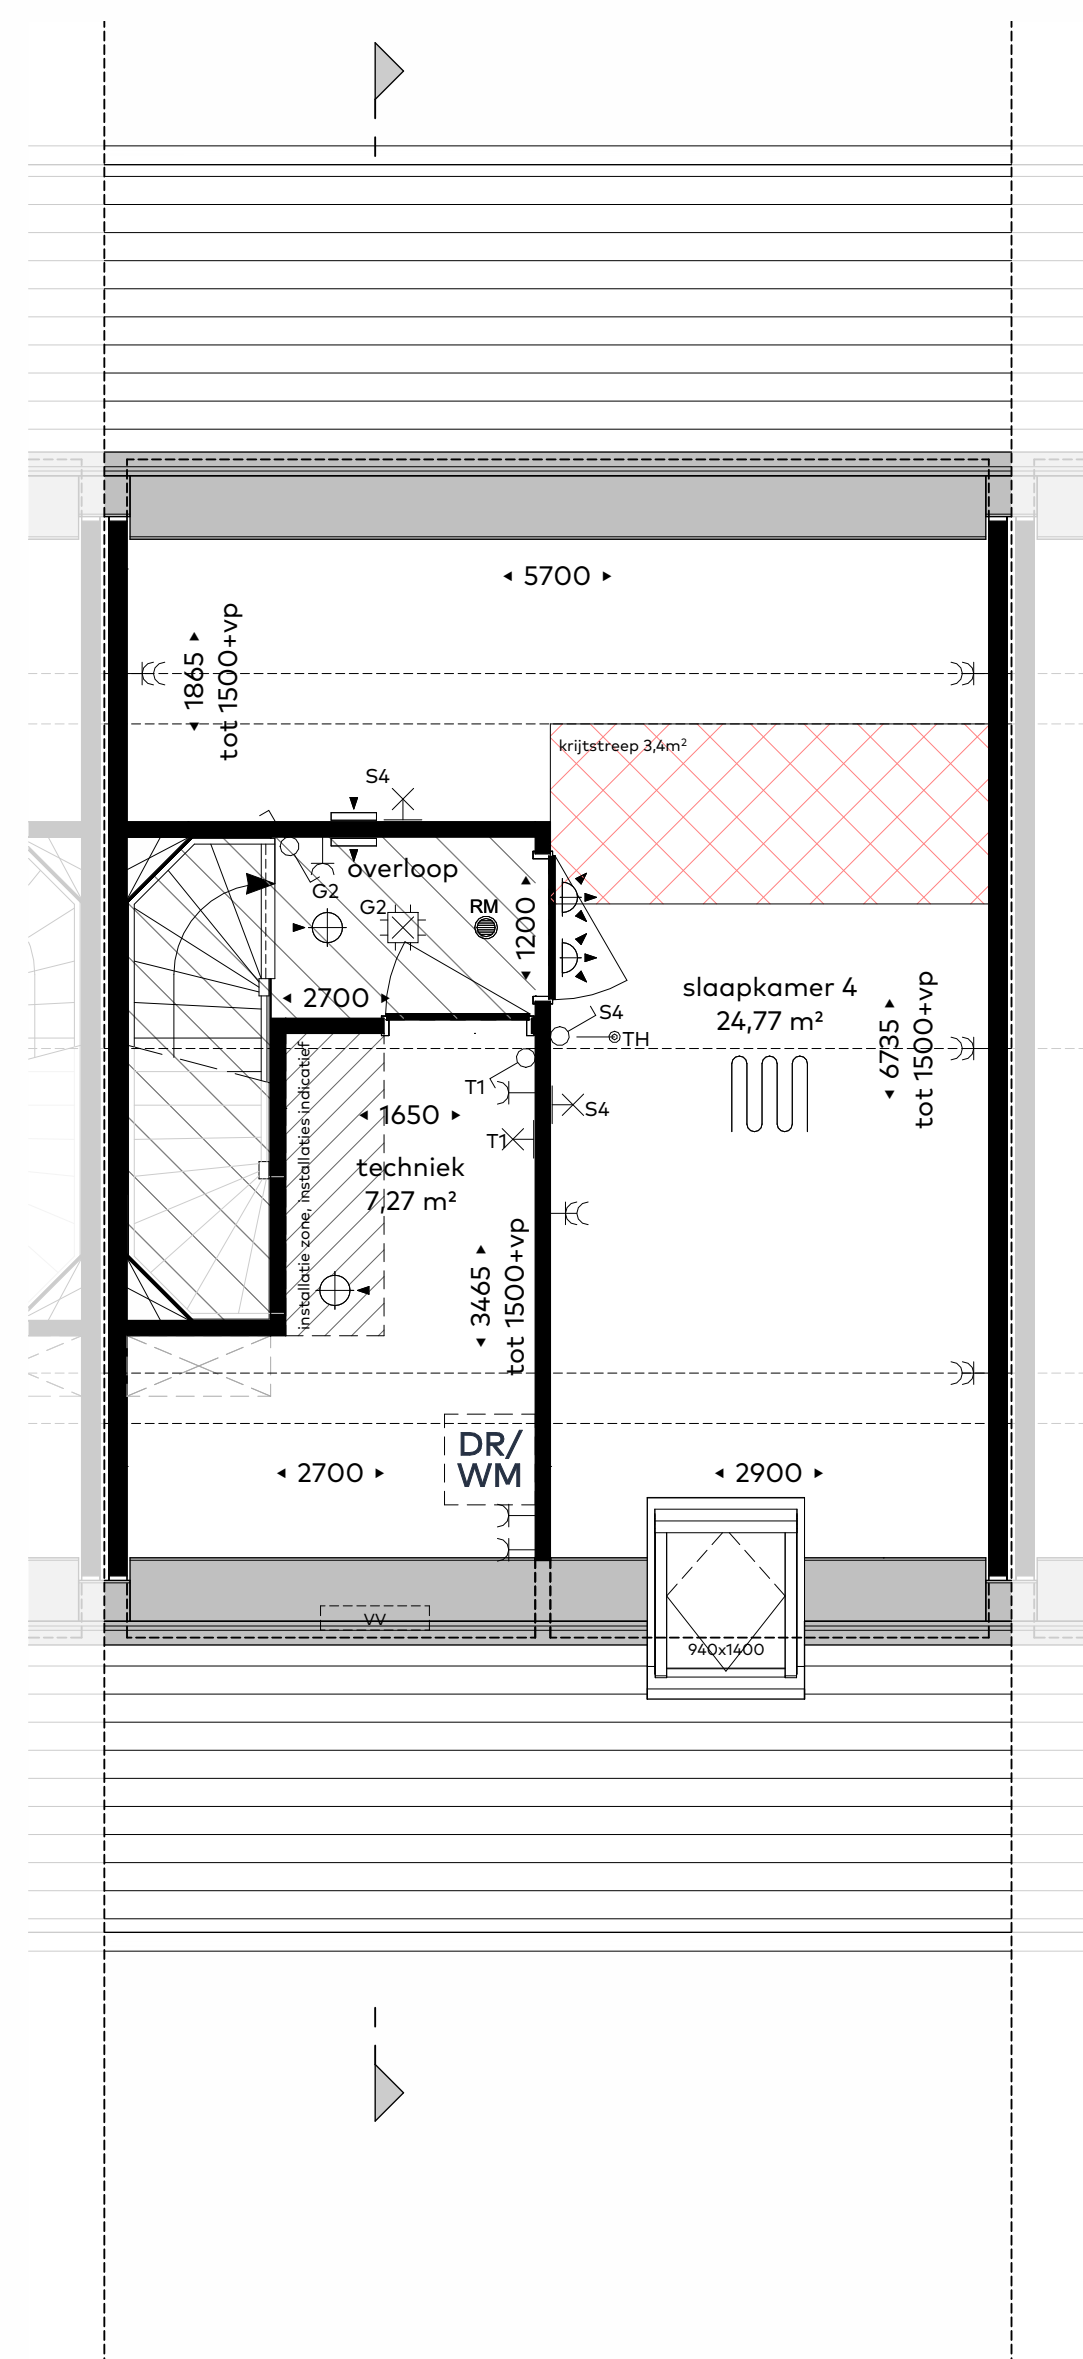 5700
1865
tot 1500+vp
krijtstreep 3,4m²
S4
overloop
G2
G2
RM
1200
2700
slaapkamer 4
24,77 m²
S4
TH
6735
tot 1500+vp
T1
1650
S4
T1
techniek
7,27 m²
installatie zone, installaties indicatief
3465
tot 1500+vp
DR/
WM
2700
2900
VV
940x1400